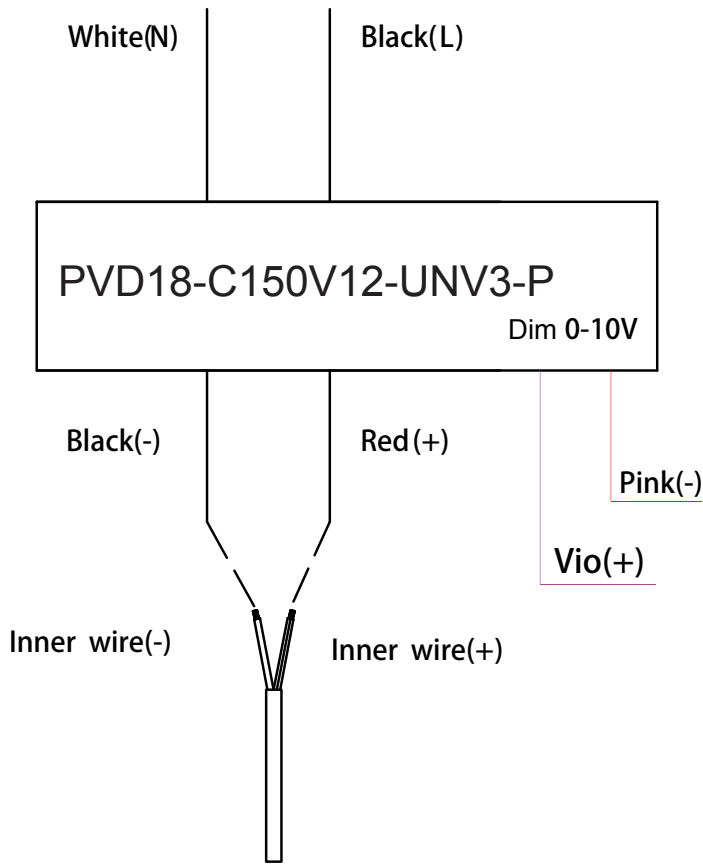 White(N)
Black(L)
PVD18-C150V12-UNV3-P
Dim 0-10V
Black(-)
Red (+)
Pink(-)
Vio(+)
Inner wire(-)
Inner wire(+)